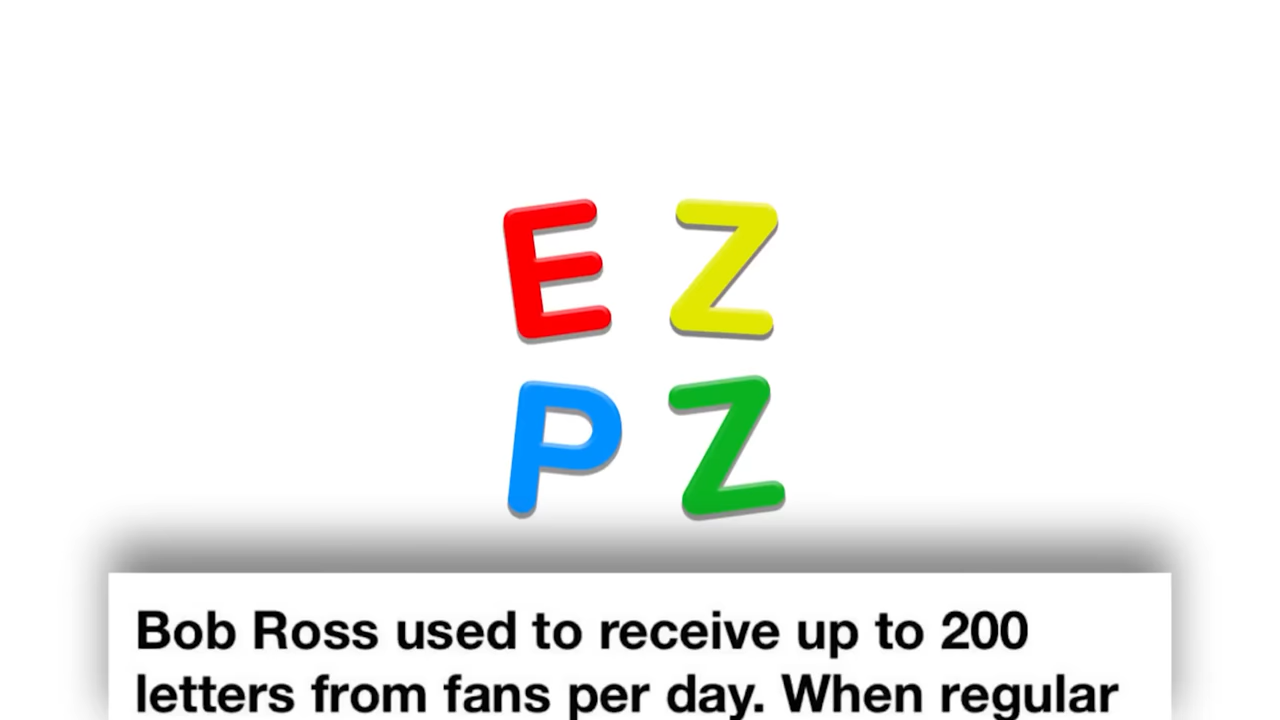 E Z
P Z
Bob Ross used to receive up to 200
letters from fans per day. When regular